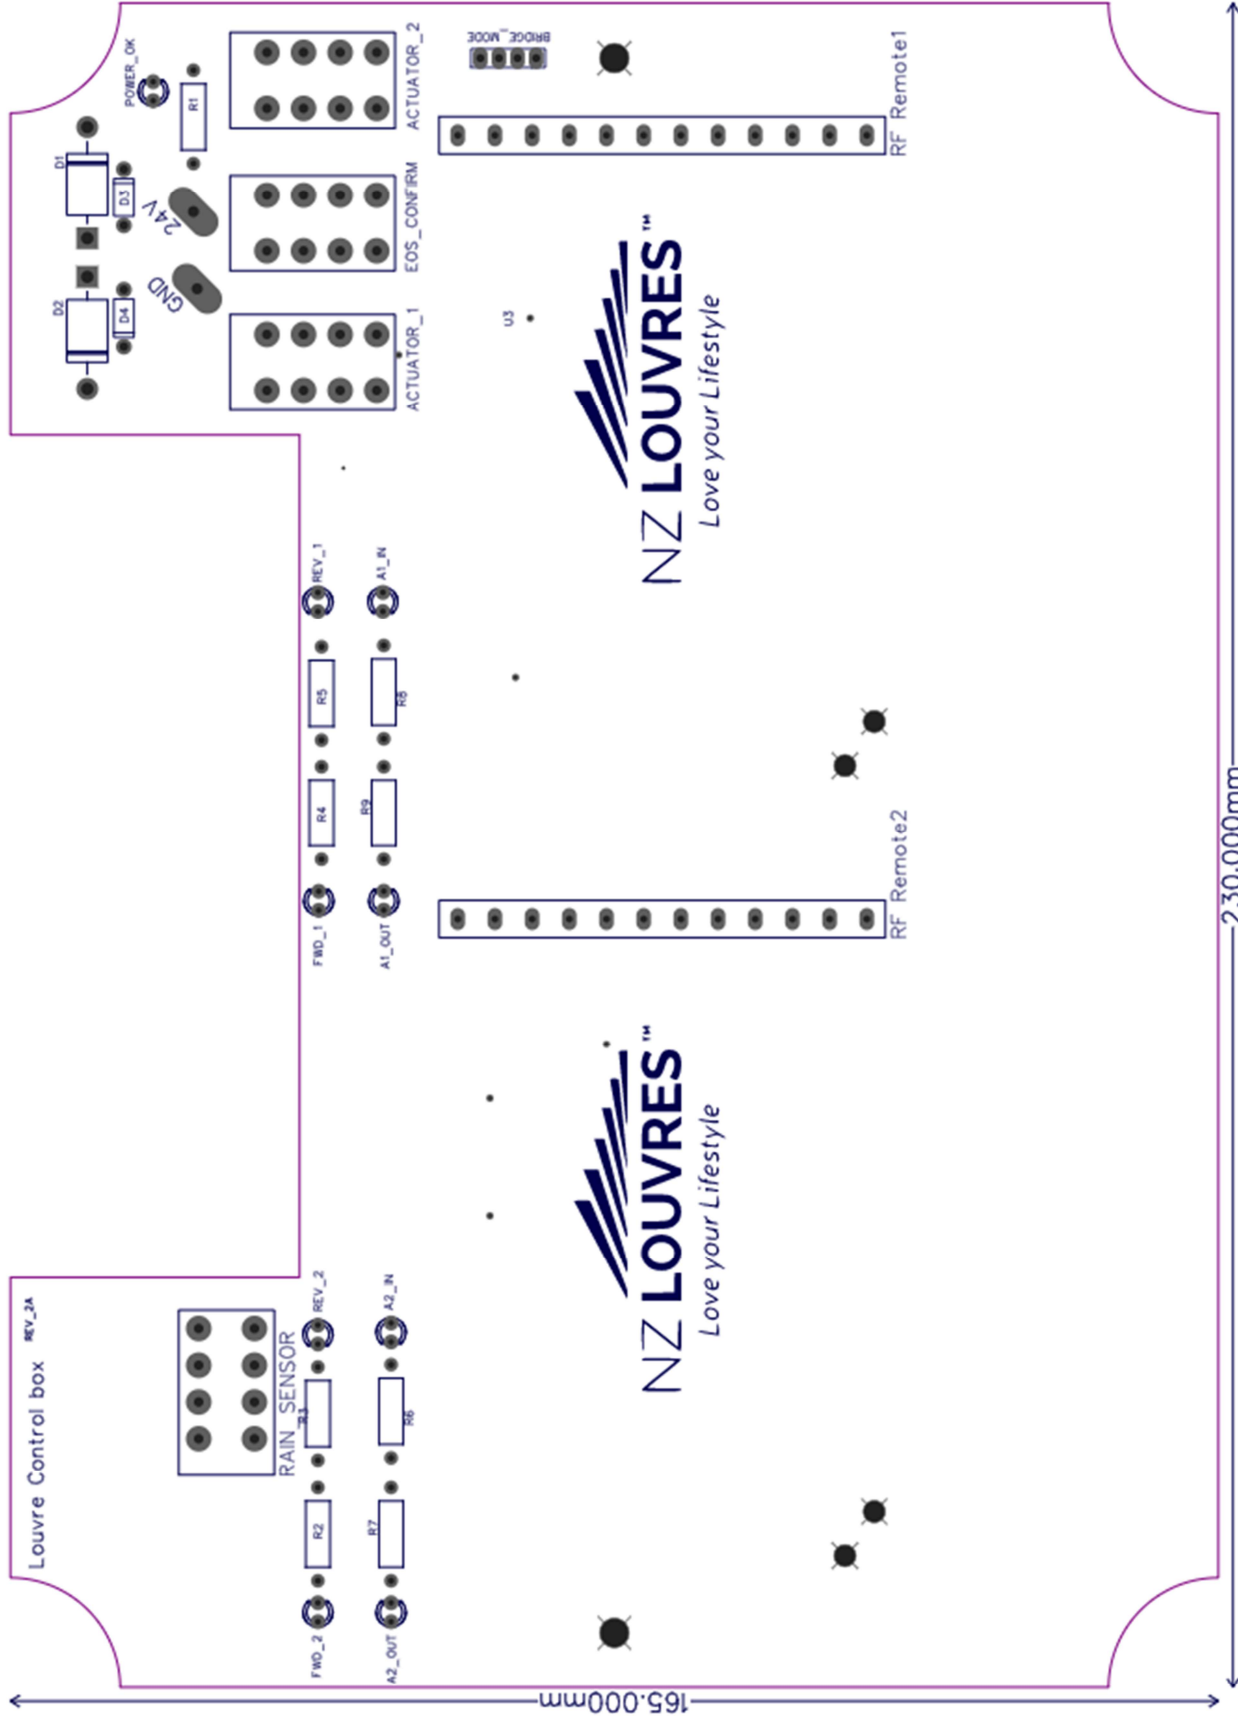 POWER_OK
R1
ACTUATOR_2
BRIDGE_MODE
RF Remote1
D1
D3
24V
EOS_CONFIRM
GND
D2
D4
ACTUATOR_1
U3
NZ LOUVRES™
Love your Lifestyle
REV_1
A1_IN
R5
R8
R4
R9
FWD_1
A1_OUT
RF Remote2
230.000mm
NZ LOUVRES™
Love your Lifestyle
Louvre Control box
REV_2A
RAIN SENSOR
REV_2
A2_IN
R3
R6
R2
R7
FWD_2
A2_OUT
165.000mm